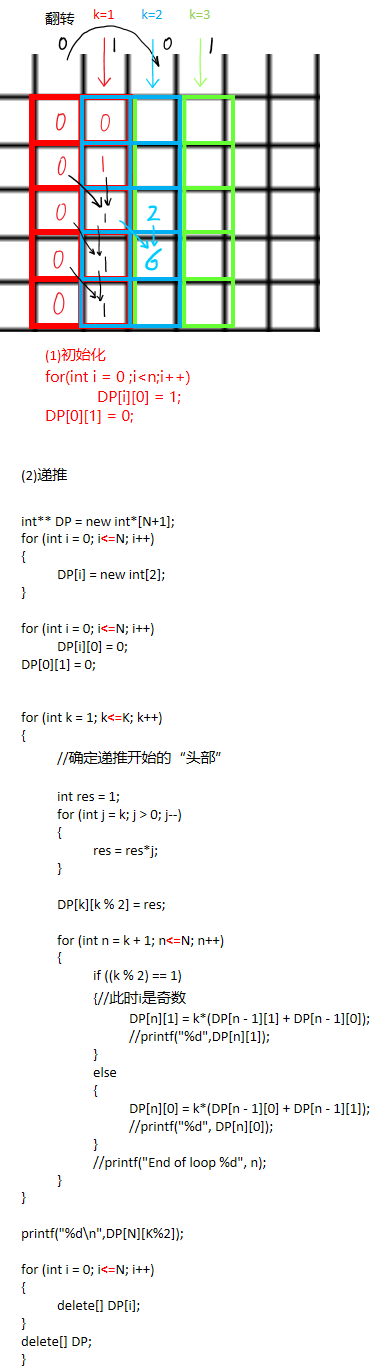 翻转 k=1 k=2 k=3
0 1 0 1
0 0
0 1
0 1 2
0 1 6
0 1
(1)初始化
for(int i = 0 ;i<n;i++)
DP[i][0] = 1;
DP[0][1] = 0;
(2)递推
int** DP = new int*[N+1];
for (int i = 0; i<=N; i++)
{
DP[i] = new int[2];
}
for (int i = 0; i<=N; i++)
DP[i][0] = 0;
DP[0][1] = 0;
for (int k = 1; k<=K; k++)
{
//确定递推开始的“头部”
int res = 1;
for (int j = k; j > 0; j--)
{
res = res*j;
}
DP[k][k % 2] = res;
for (int n = k + 1; n<=N; n++)
{
if ((k % 2) == 1)
{//此时i是奇数
DP[n][1] = k*(DP[n - 1][1] + DP[n - 1][0]);
//printf("%d",DP[n][1]);
}
else
{
DP[n][0] = k*(DP[n - 1][0] + DP[n - 1][1]);
//printf("%d", DP[n][0]);
}
//printf("End of loop %d", n);
}
}
printf("%d\n",DP[N][K%2]);
for (int i = 0; i<=N; i++)
{
delete[] DP[i];
}
delete[] DP;
}